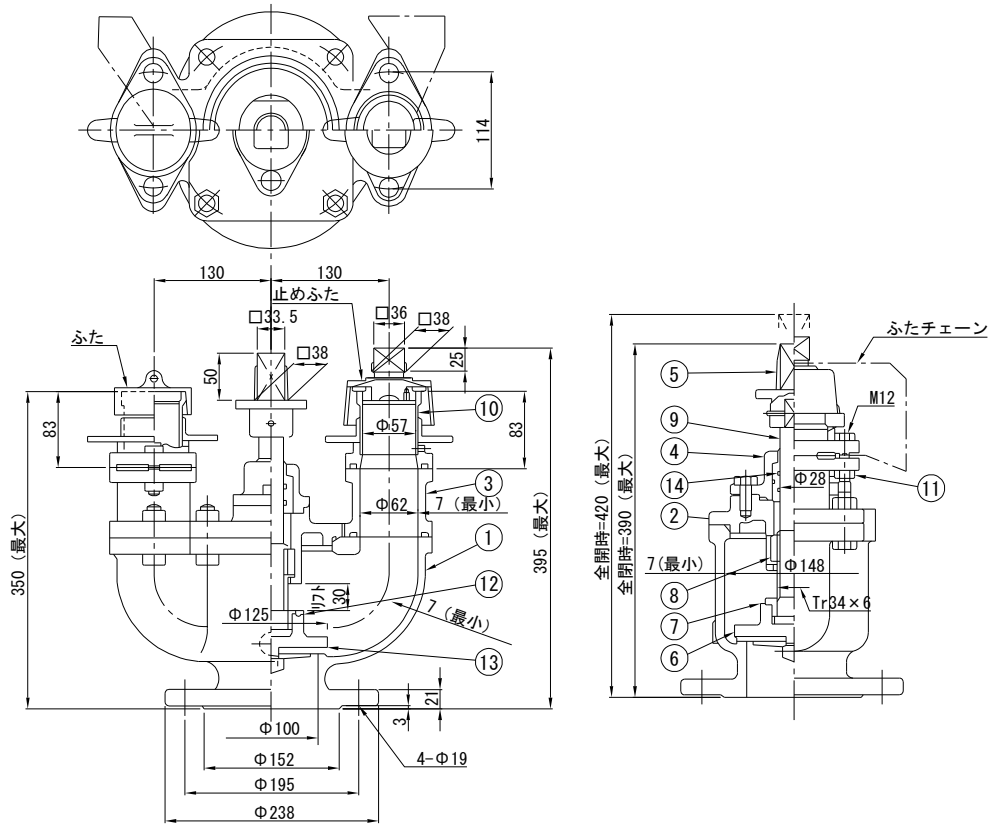 114
130
130
止めふた
□33.5
□36
□38
□38
ふた
50
25
⑩
83
Φ57
83
③
Φ62
7 (最小)
①
350 (最大)
395 (最大)
⑫
リフト
30
Φ125
7 (最小)
⑬
21
3
Φ100
Φ152
4-Φ19
Φ195
Φ238
ふたチェーン
⑤
M12
⑨
④
⑭
Φ28
⑪
②
全開時=420 (最大)
全閉時=390 (最大)
7(最小)
Φ148
⑧
Tr34×6
⑦
⑥